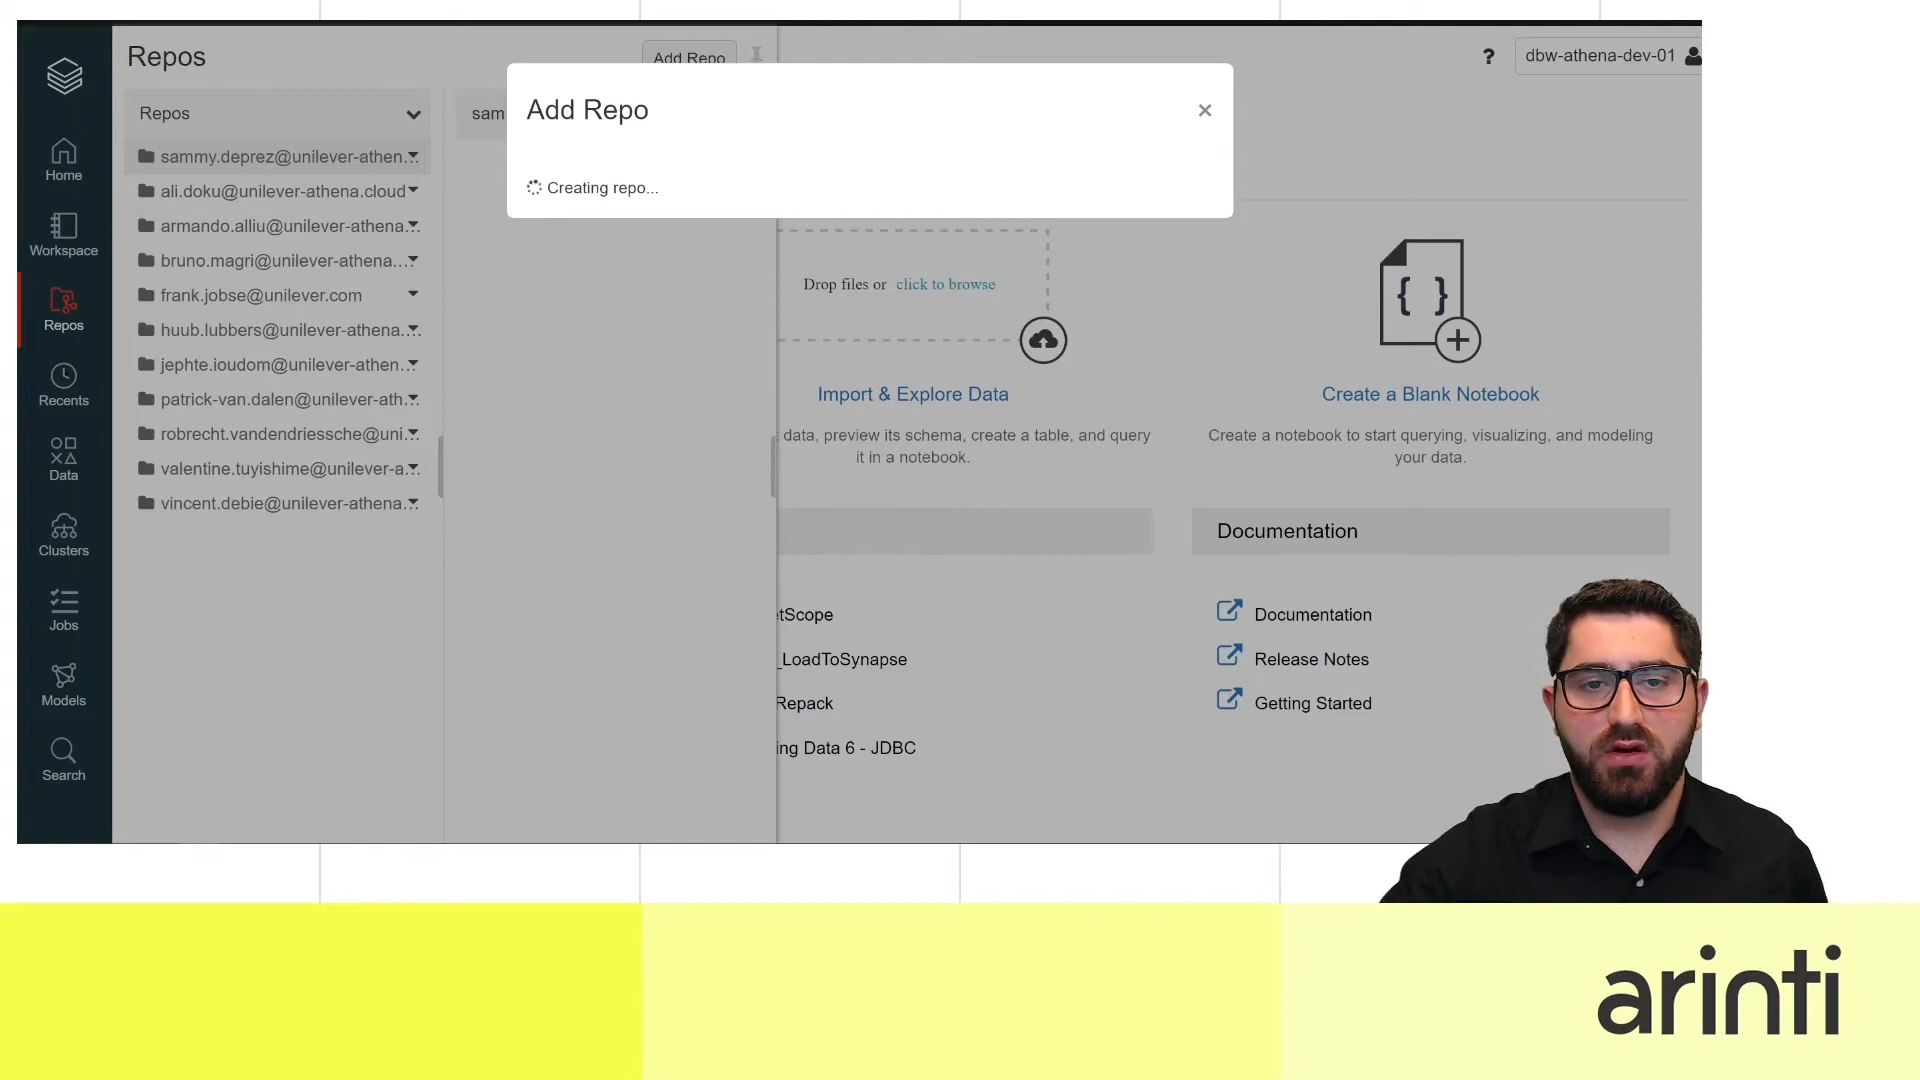 Repos
Add Repo
?
dbw-athena-dev-01
Repos
sam
Add Repo
×
Creating repo...
sammy.deprez@unilever-athen...
ali.doku@unilever-athena.cloud
armando.alliu@unilever-athena...
bruno.magri@unilever-athena....
frank.jobse@unilever.com
huub.lubbers@unilever-athena....
jephte.ioudom@unilever-athen...
patrick-van.dalen@unilever-ath...
robrecht.vandendriessche@uni...
valentine.tuyishime@unilever-a...
vincent.debie@unilever-athena...
Home
Workspace
Repos
Recents
Data
Clusters
Jobs
Models
Search
Drop files or click to browse
Import & Explore Data
data, preview its schema, create a table, and query
it in a notebook.
{ }
Create a Blank Notebook
Create a notebook to start querying, visualizing, and modeling
your data.
tScope
_LoadToSynapse
Repack
ing Data 6 - JDBC
Documentation
Documentation
Release Notes
Getting Started
arinti